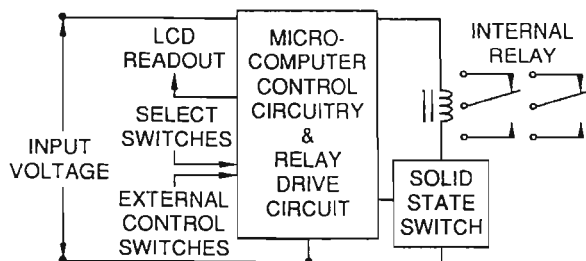 LCD
READOUT
SELECT
SWITCHES
INPUT
VOLTAGE
EXTERNAL
CONTROL
SWITCHES
MICRO-
COMPUTER
CONTROL
CIRCUITRY
&
RELAY
DRIVE
CIRCUIT
INTERNAL
RELAY
SOLID
STATE
SWITCH